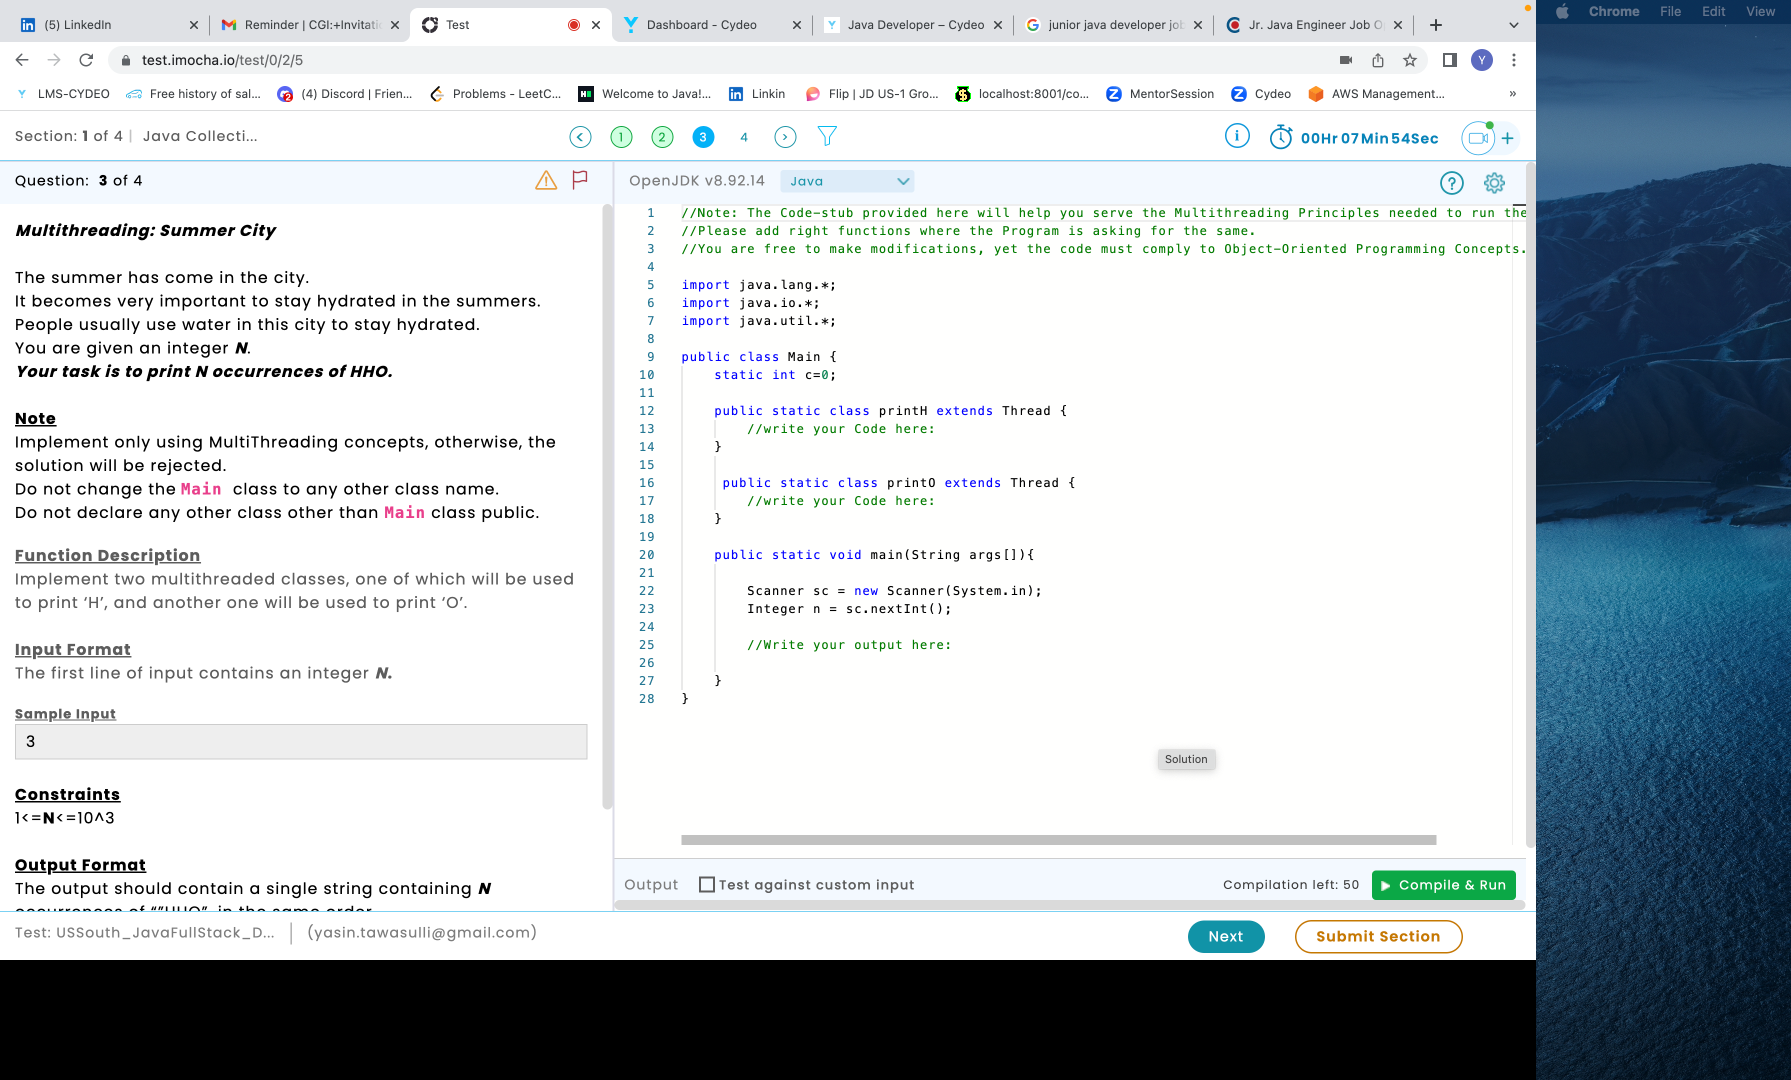 (5) LinkedIn
Reminder | CGI:+Invitati
Test
Dashboard - Cydeo
Java Developer – Cydeo
junior java developer jo
Jr. Java Engineer Job O
Chrome File Edit View
test.imocha.io/test/0/2/5
Y
LMS-CYDEO
Free history of sal...
(4) Discord | Frien...
Problems - LeetC...
Welcome to Java!...
Linkin
Flip | JD US-1 Gro...
localhost:8001/co...
MentorSession
Cydeo
AWS Management...
»
Section: 1 of 4 | Java Collecti...
1 2 3 4
00Hr 07Min 54Sec
Question: 3 of 4
OpenJDK v8.92.14 Java
Multithreading: Summer City
The summer has come in the city.
It becomes very important to stay hydrated in the summers.
People usually use water in this city to stay hydrated.
You are given an integer N.
Your task is to print N occurrences of HHO.
Note
Implement only using MultiThreading concepts, otherwise, the
solution will be rejected.
Do not change the Main class to any other class name.
Do not declare any other class other than Main class public.
Function Description
Implement two multithreaded classes, one of which will be used
to print ‘H’, and another one will be used to print ‘O’.
Input Format
The first line of input contains an integer N.
Sample Input
3
Constraints
1<=N<=10^3
Output Format
The output should contain a single string containing N
occurrences of “"HHO", in the same order
1 //Note: The Code-stub provided here will help you serve the Multithreading Principles needed to run the
2 //Please add right functions where the Program is asking for the same.
3 //You are free to make modifications, yet the code must comply to Object-Oriented Programming Concepts.
4
5 import java.lang.*;
6 import java.io.*;
7 import java.util.*;
8
9 public class Main {
10 static int c=0;
11
12 public static class printH extends Thread {
13 //write your Code here:
14 }
15
16 public static class printO extends Thread {
17 //write your Code here:
18 }
19
20 public static void main(String args[]){
21
22 Scanner sc = new Scanner(System.in);
23 Integer n = sc.nextInt();
24
25 //Write your output here:
26
27 }
28 }
Solution
Output Test against custom input
Compilation left: 50
Compile & Run
Test: USSouth_JavaFullStack_D... | (yasin.tawasulli@gmail.com)
Next
Submit Section